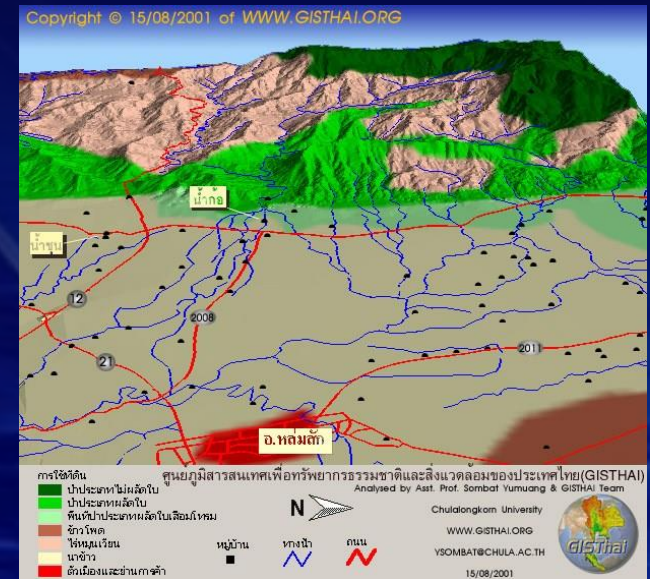 Copyright © 15/08/2001 of WWW.GISTHAI.ORG
น้ำก้อ
น้ำชุน
12
2008
21
2011
อ.หล่มสัก
การใช้ที่ดิน
ป่าประเภทไม่ผลัดใบ
ป่าประเภทผลัดใบ
พื้นที่ป่าประเภทผลัดใบเสื่อมโทรม
ข้าวโพด
ไร่หมุนเวียน
นาข้าว
ตัวเมืองและย่านการค้า
ศูนย์ภูมิสารสนเทศเพื่อทรัพยากรธรรมชาติและสิ่งแวดล้อมของประเทศไทย(GISTHAI)
Analysed by Asst. Prof. Sombat Yumuang & GISTHAI Team
N
Chulalongkorn University
WWW.GISTHAI.ORG
YSOMBAT@CHULA.AC.TH
15/08/2001
หมู่บ้าน
ทางน้ำ
ถนน
GISThai